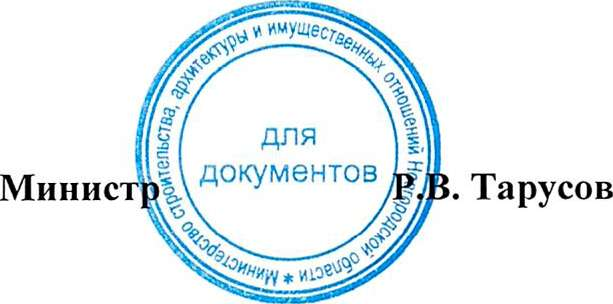 Министр Р.В. Тарусов
Министерство строительства, архитектуры и имущественных отношений Новгородской области *
для
документов